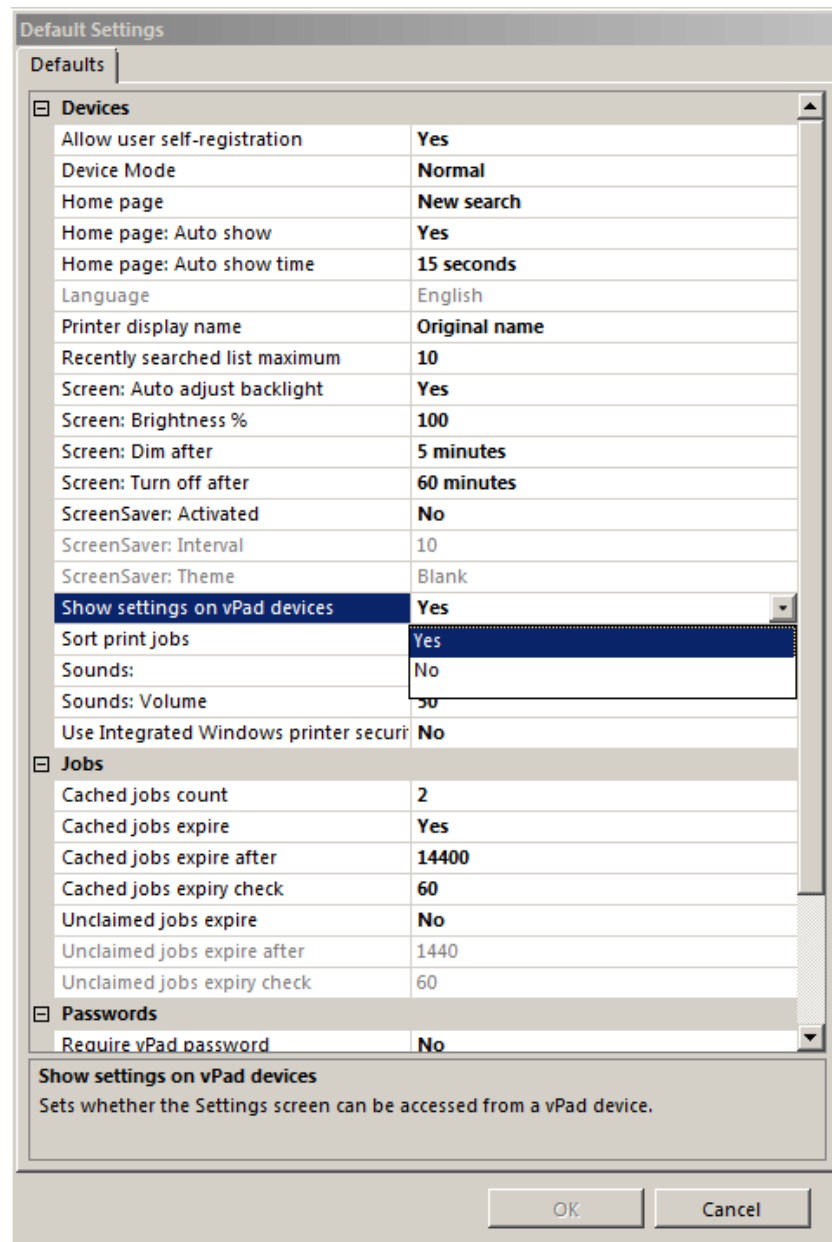 Default Settings
Defaults
Devices
Allow user self-registration Yes
Device Mode Normal
Home page New search
Home page: Auto show Yes
Home page: Auto show time 15 seconds
Language English
Printer display name Original name
Recently searched list maximum 10
Screen: Auto adjust backlight Yes
Screen: Brightness % 100
Screen: Dim after 5 minutes
Screen: Turn off after 60 minutes
ScreenSaver: Activated No
ScreenSaver: Interval 10
ScreenSaver: Theme Blank
Show settings on vPad devices Yes
Sort print jobs Yes
Sounds: No
Sounds: Volume 50
Use Integrated Windows printer securi No
Jobs
Cached jobs count 2
Cached jobs expire Yes
Cached jobs expire after 14400
Cached jobs expiry check 60
Unclaimed jobs expire No
Unclaimed jobs expire after 1440
Unclaimed jobs expiry check 60
Passwords
Require vPad password No
Show settings on vPad devices
Sets whether the Settings screen can be accessed from a vPad device.
OK Cancel